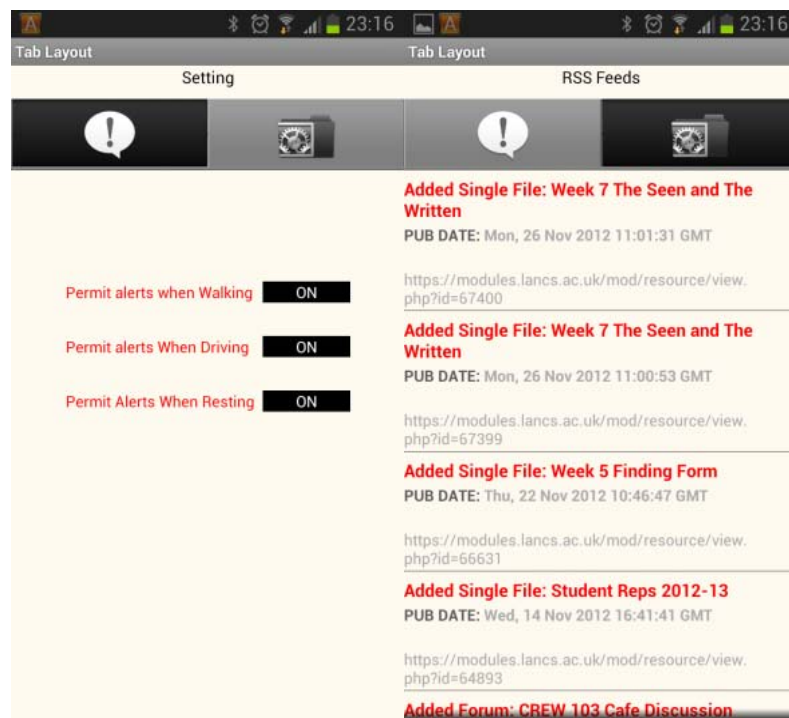 23:16
Tab Layout
Setting
Permit alerts when Walking ON
Permit alerts When Driving ON
Permit Alerts When Resting ON
23:16
Tab Layout
RSS Feeds
Added Single File: Week 7 The Seen and The
Written
PUB DATE: Mon, 26 Nov 2012 11:01:31 GMT
https://modules.lancs.ac.uk/mod/resource/view.
php?id=67400
Added Single File: Week 7 The Seen and The
Written
PUB DATE: Mon, 26 Nov 2012 11:00:53 GMT
https://modules.lancs.ac.uk/mod/resource/view.
php?id=67399
Added Single File: Week 5 Finding Form
PUB DATE: Thu, 22 Nov 2012 10:46:47 GMT
https://modules.lancs.ac.uk/mod/resource/view.
php?id=66631
Added Single File: Student Reps 2012-13
PUB DATE: Wed, 14 Nov 2012 16:41:41 GMT
https://modules.lancs.ac.uk/mod/resource/view.
php?id=64893
Added Forum: CREW 103 Cafe Discussion